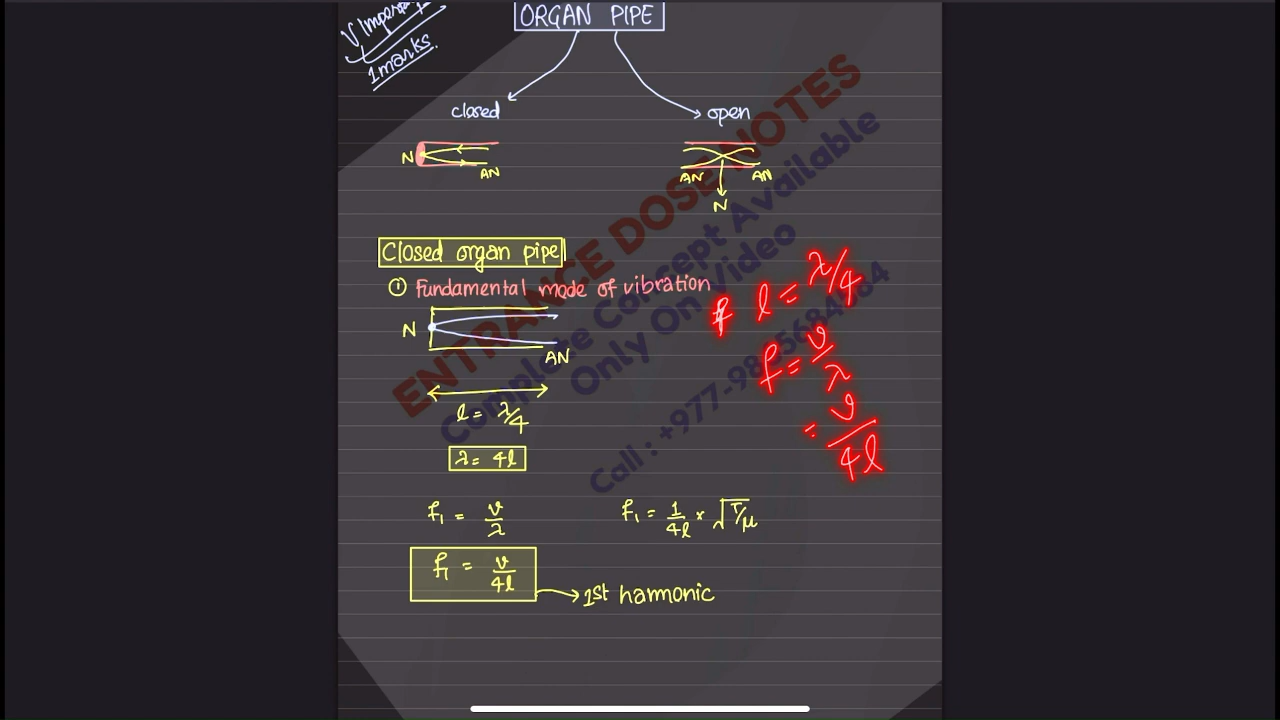 V Imp
1 marks.
ORGAN PIPE
closed
open
N
AN
AN
AN
N
Closed organ pipe
① Fundamental mode of vibration
N
AN
l = λ/4
λ = 4l
f₁ = v/λ
f₁ = 1/4l × √T/μ
f₁ = v/4l
→ 1st harmonic
l = λ/4
f = v/λ
= v/4l
ENTRANCE DOSE NOTES
Complete Concept Available
Only On Video